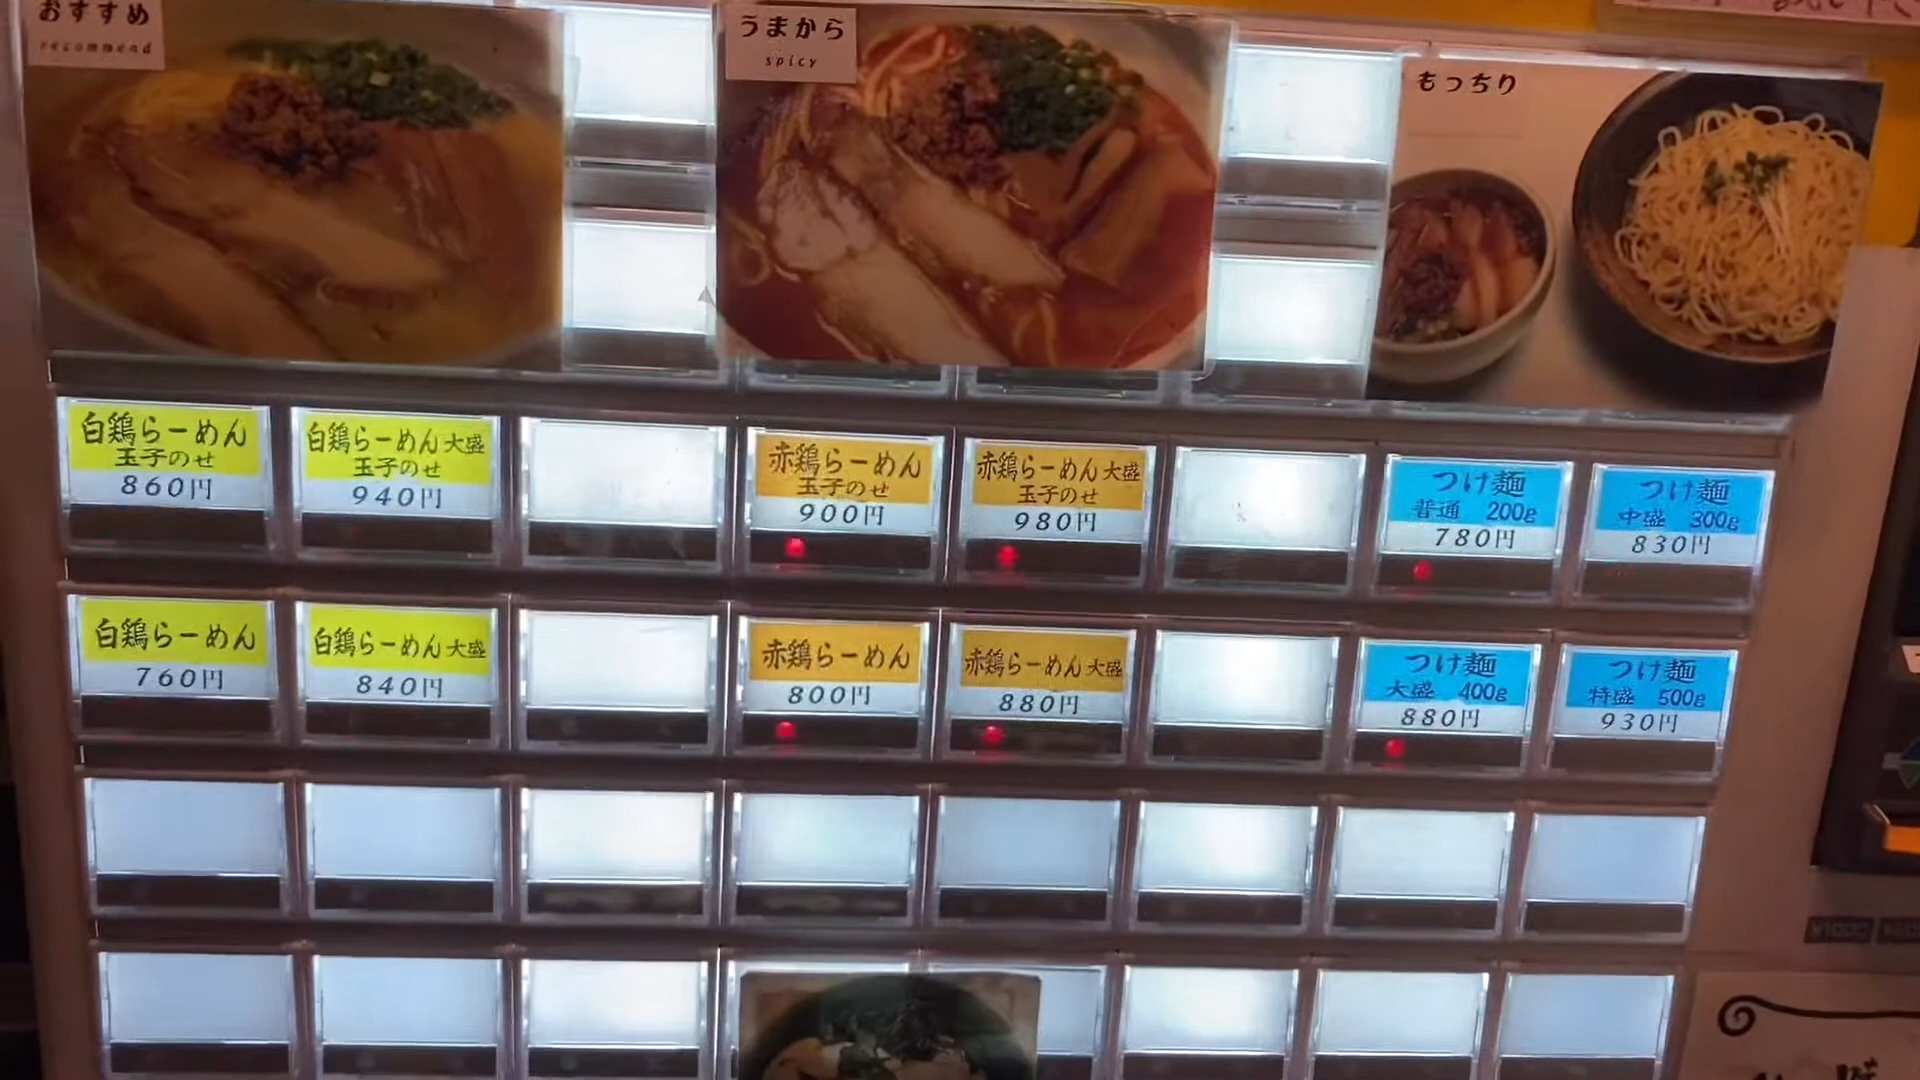 おすすめ
recommend
うまから
spicy
もっちり
白鶏らーめん
玉子のせ
860円
白鶏らーめん大盛
玉子のせ
940円
赤鶏らーめん
玉子のせ
900円
赤鶏らーめん大盛
玉子のせ
980円
つけ麺
普通 200g
780円
つけ麺
中盛 300g
830円
白鶏らーめん
760円
白鶏らーめん大盛
840円
赤鶏らーめん
800円
赤鶏らーめん大盛
880円
つけ麺
大盛 400g
880円
つけ麺
特盛 500g
930円